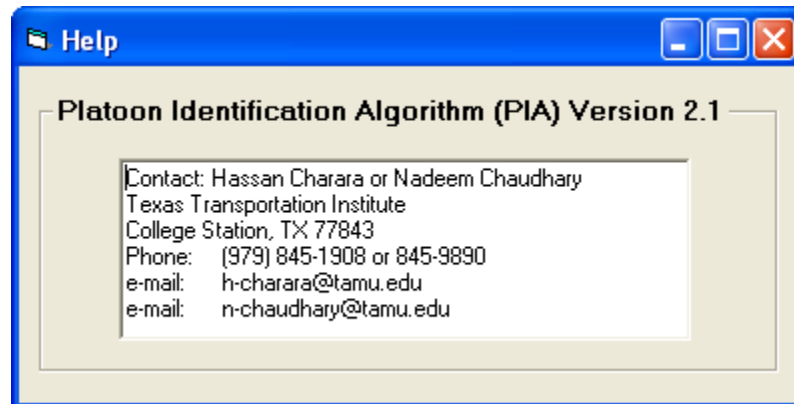 Help
Platoon Identification Algorithm (PIA) Version 2.1
Contact: Hassan Charara or Nadeem Chaudhary
Texas Transportation Institute
College Station, TX 77843
Phone: (979) 845-1908 or 845-9890
e-mail: h-charara@tamu.edu
e-mail: n-chaudhary@tamu.edu